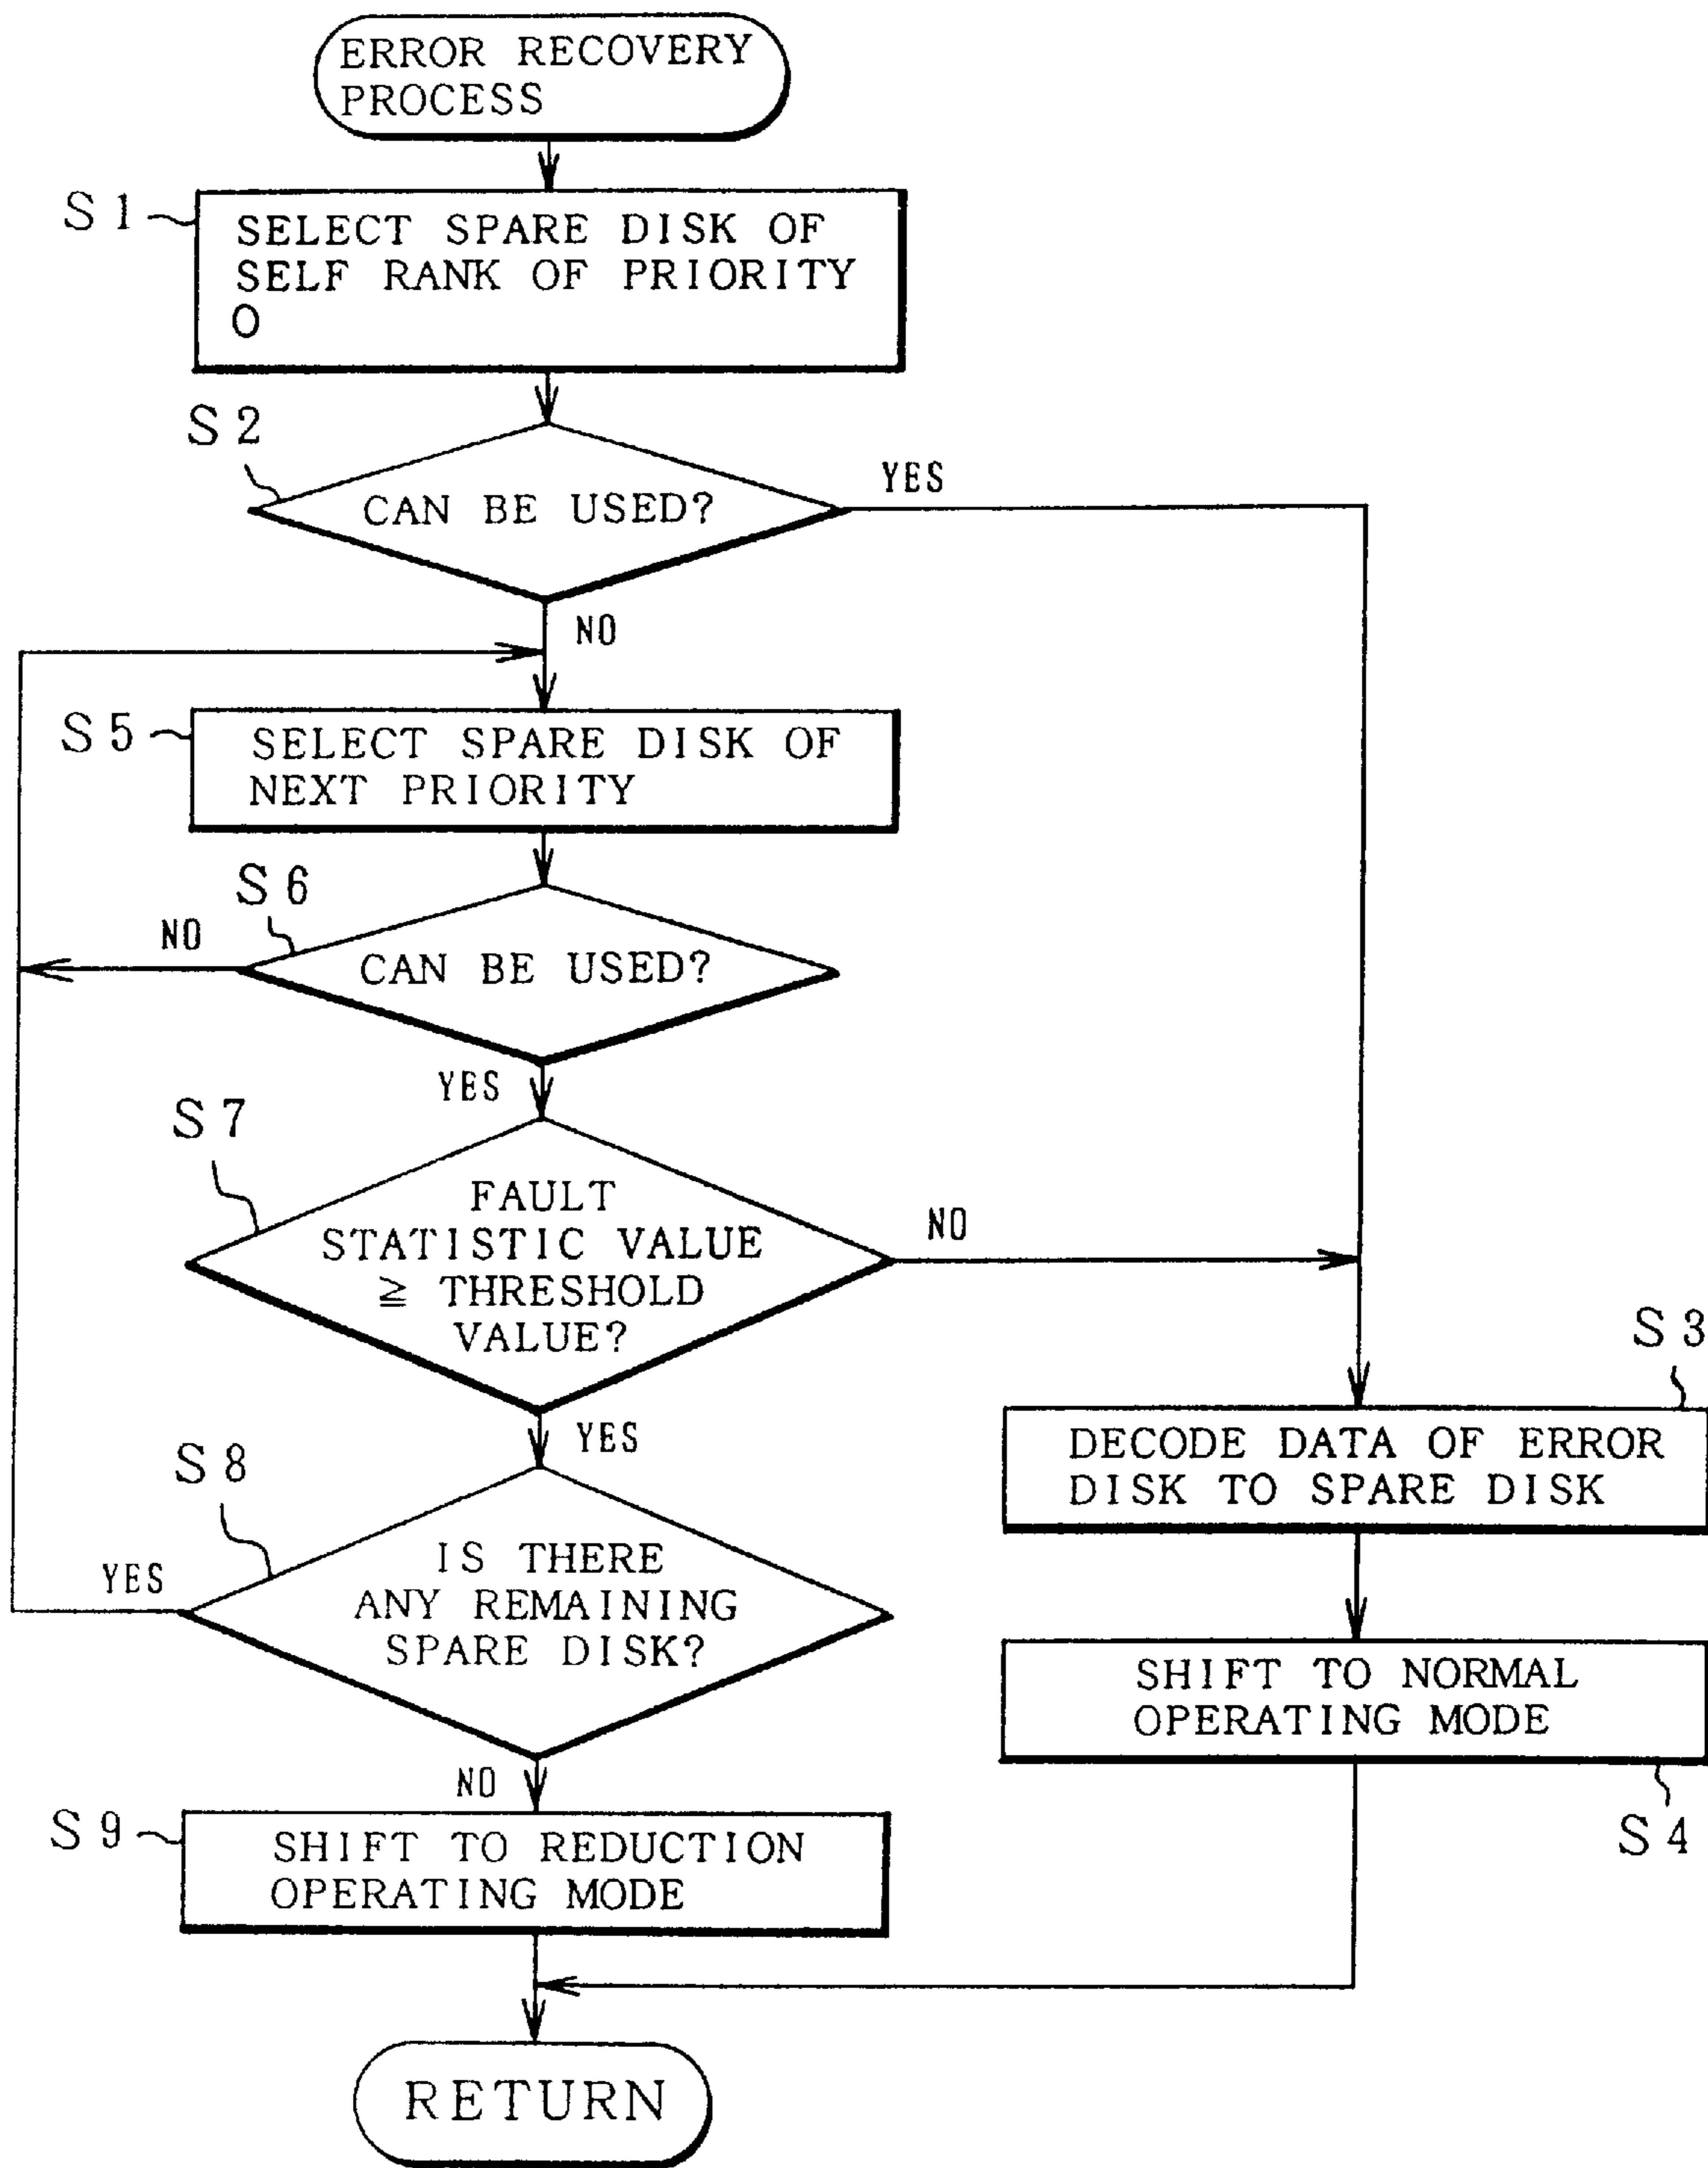 ERROR RECOVERY
PROCESS
S1
SELECT SPARE DISK OF
SELF RANK OF PRIORITY
0
S2
CAN BE USED?
YES
NO
S5
SELECT SPARE DISK OF
NEXT PRIORITY
S6
NO
CAN BE USED?
YES
S7
FAULT
STATISTIC VALUE
≧ THRESHOLD
VALUE?
NO
YES
S3
DECODE DATA OF ERROR
DISK TO SPARE DISK
S8
IS THERE
ANY REMAINING
SPARE DISK?
YES
NO
SHIFT TO NORMAL
OPERATING MODE
S4
S9
SHIFT TO REDUCTION
OPERATING MODE
RETURN